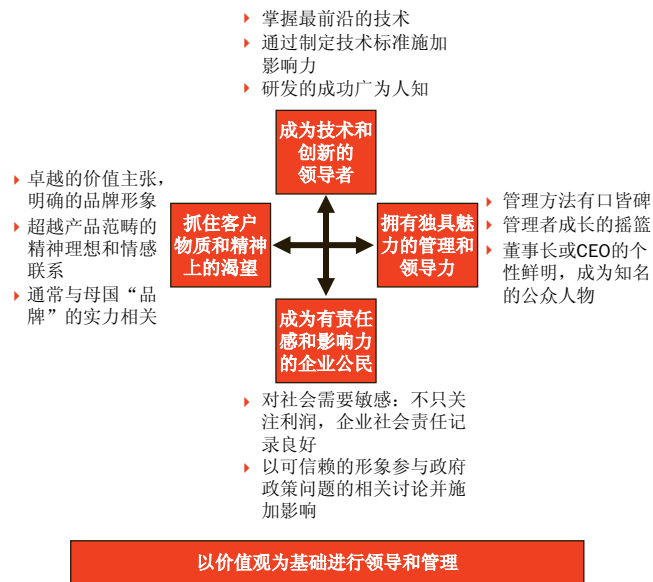 掌握最前沿的技术
通过制定技术标准施加
影响力
研发的成功广为人知
成为技术和
创新的
领导者
卓越的价值主张，
明确的品牌形象
超越产品范畴的
精神理想和情感
联系
通常与母国“品
牌”的实力相关
抓住客户
物质和精神
上的渴望
拥有独具魅
力的管理和
领导力
管理方法有口皆碑
管理者成长的摇篮
董事长或CEO的个
性鲜明，成为知名
的公众人物
成为有责任
感和影响力
的企业公民
对社会需要敏感：不只关
注利润，企业社会责任记
录良好
以可信赖的形象参与政府
政策问题的相关讨论并施
加影响
以价值观为基础进行领导和管理